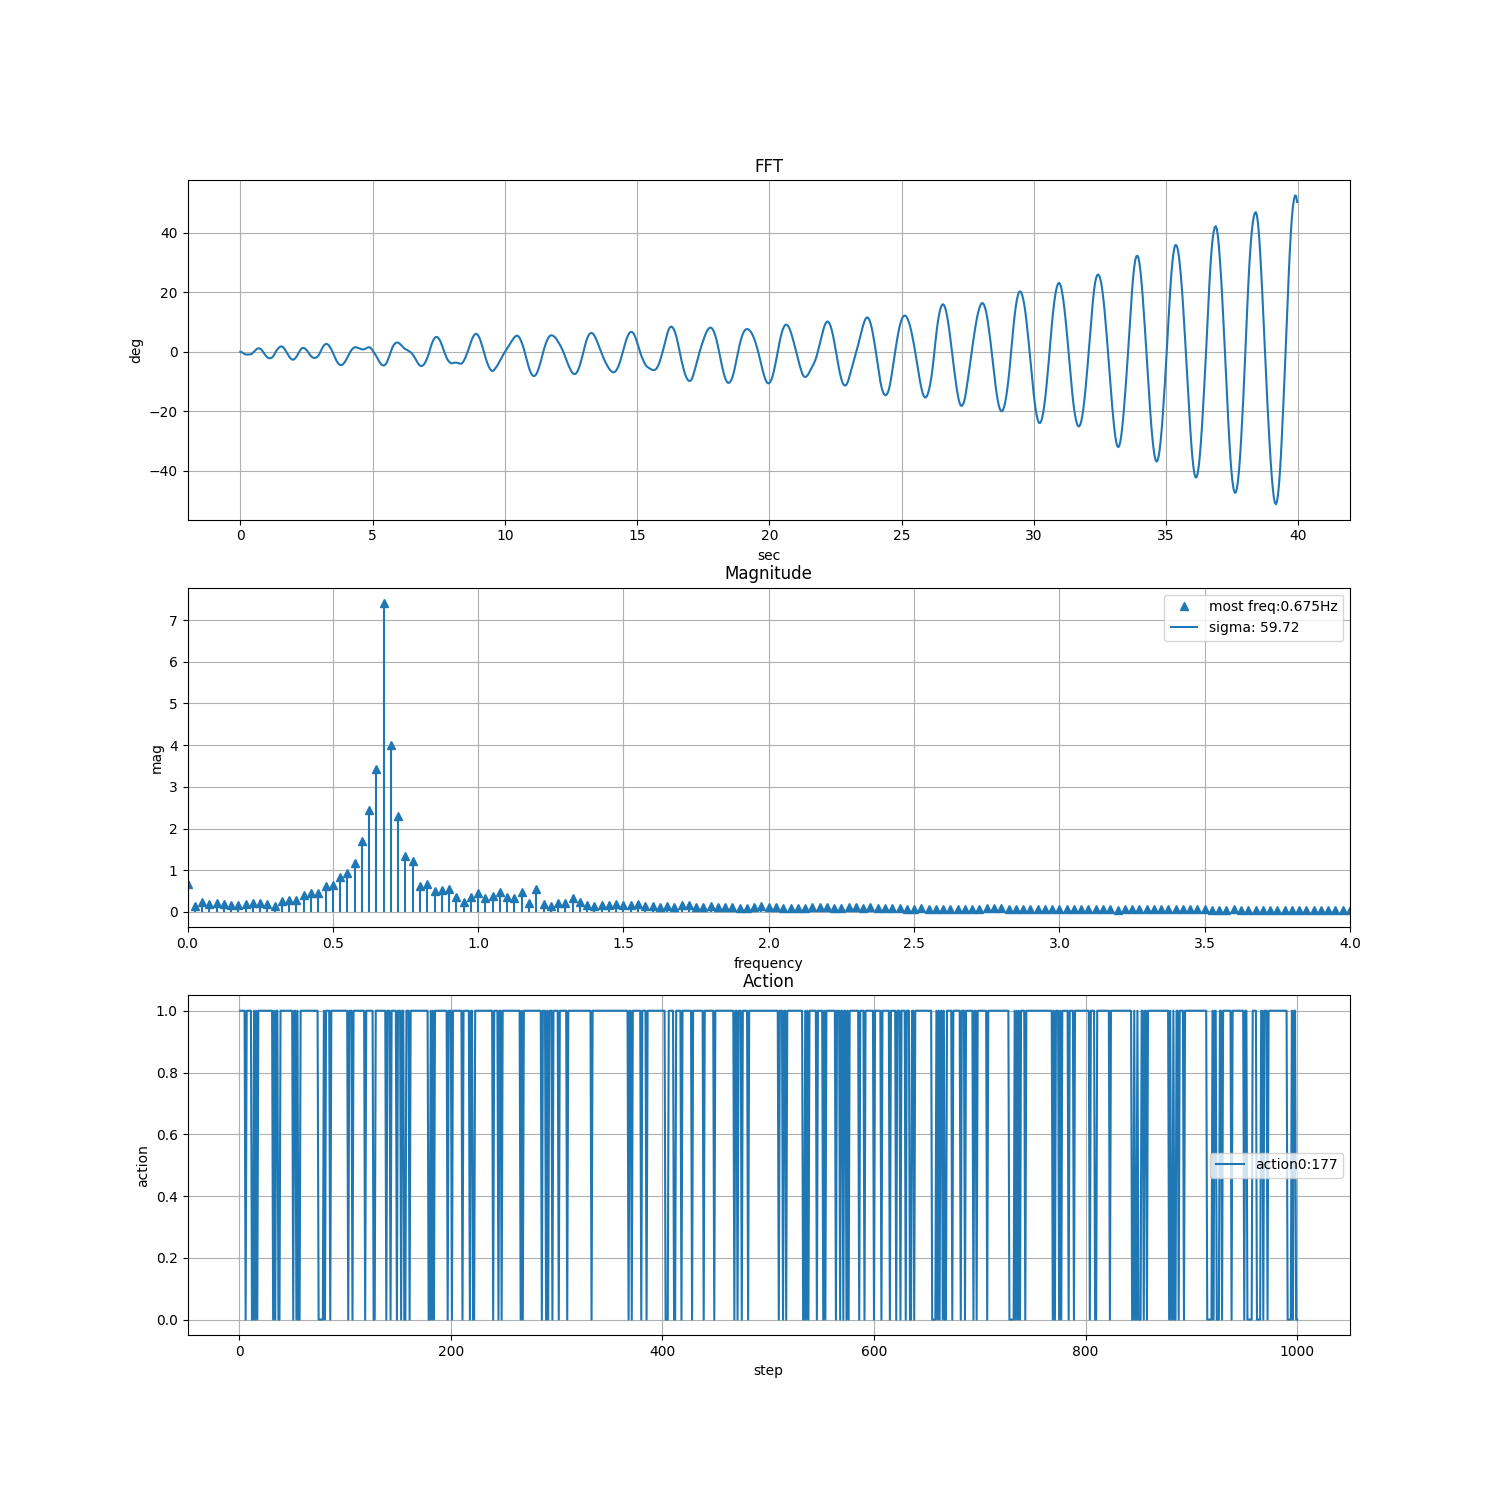 FFT
40
20
0
−20
−40
deg
0 5 10 15 20 25 30 35 40
sec
Magnitude
most freq:0.675Hz
sigma: 59.72
7
6
5
4
3
2
1
0
mag
0.0 0.5 1.0 1.5 2.0 2.5 3.0 3.5 4.0
frequency
Action
1.0
0.8
0.6
0.4
0.2
0.0
action
action0:177
0 200 400 600 800 1000
step